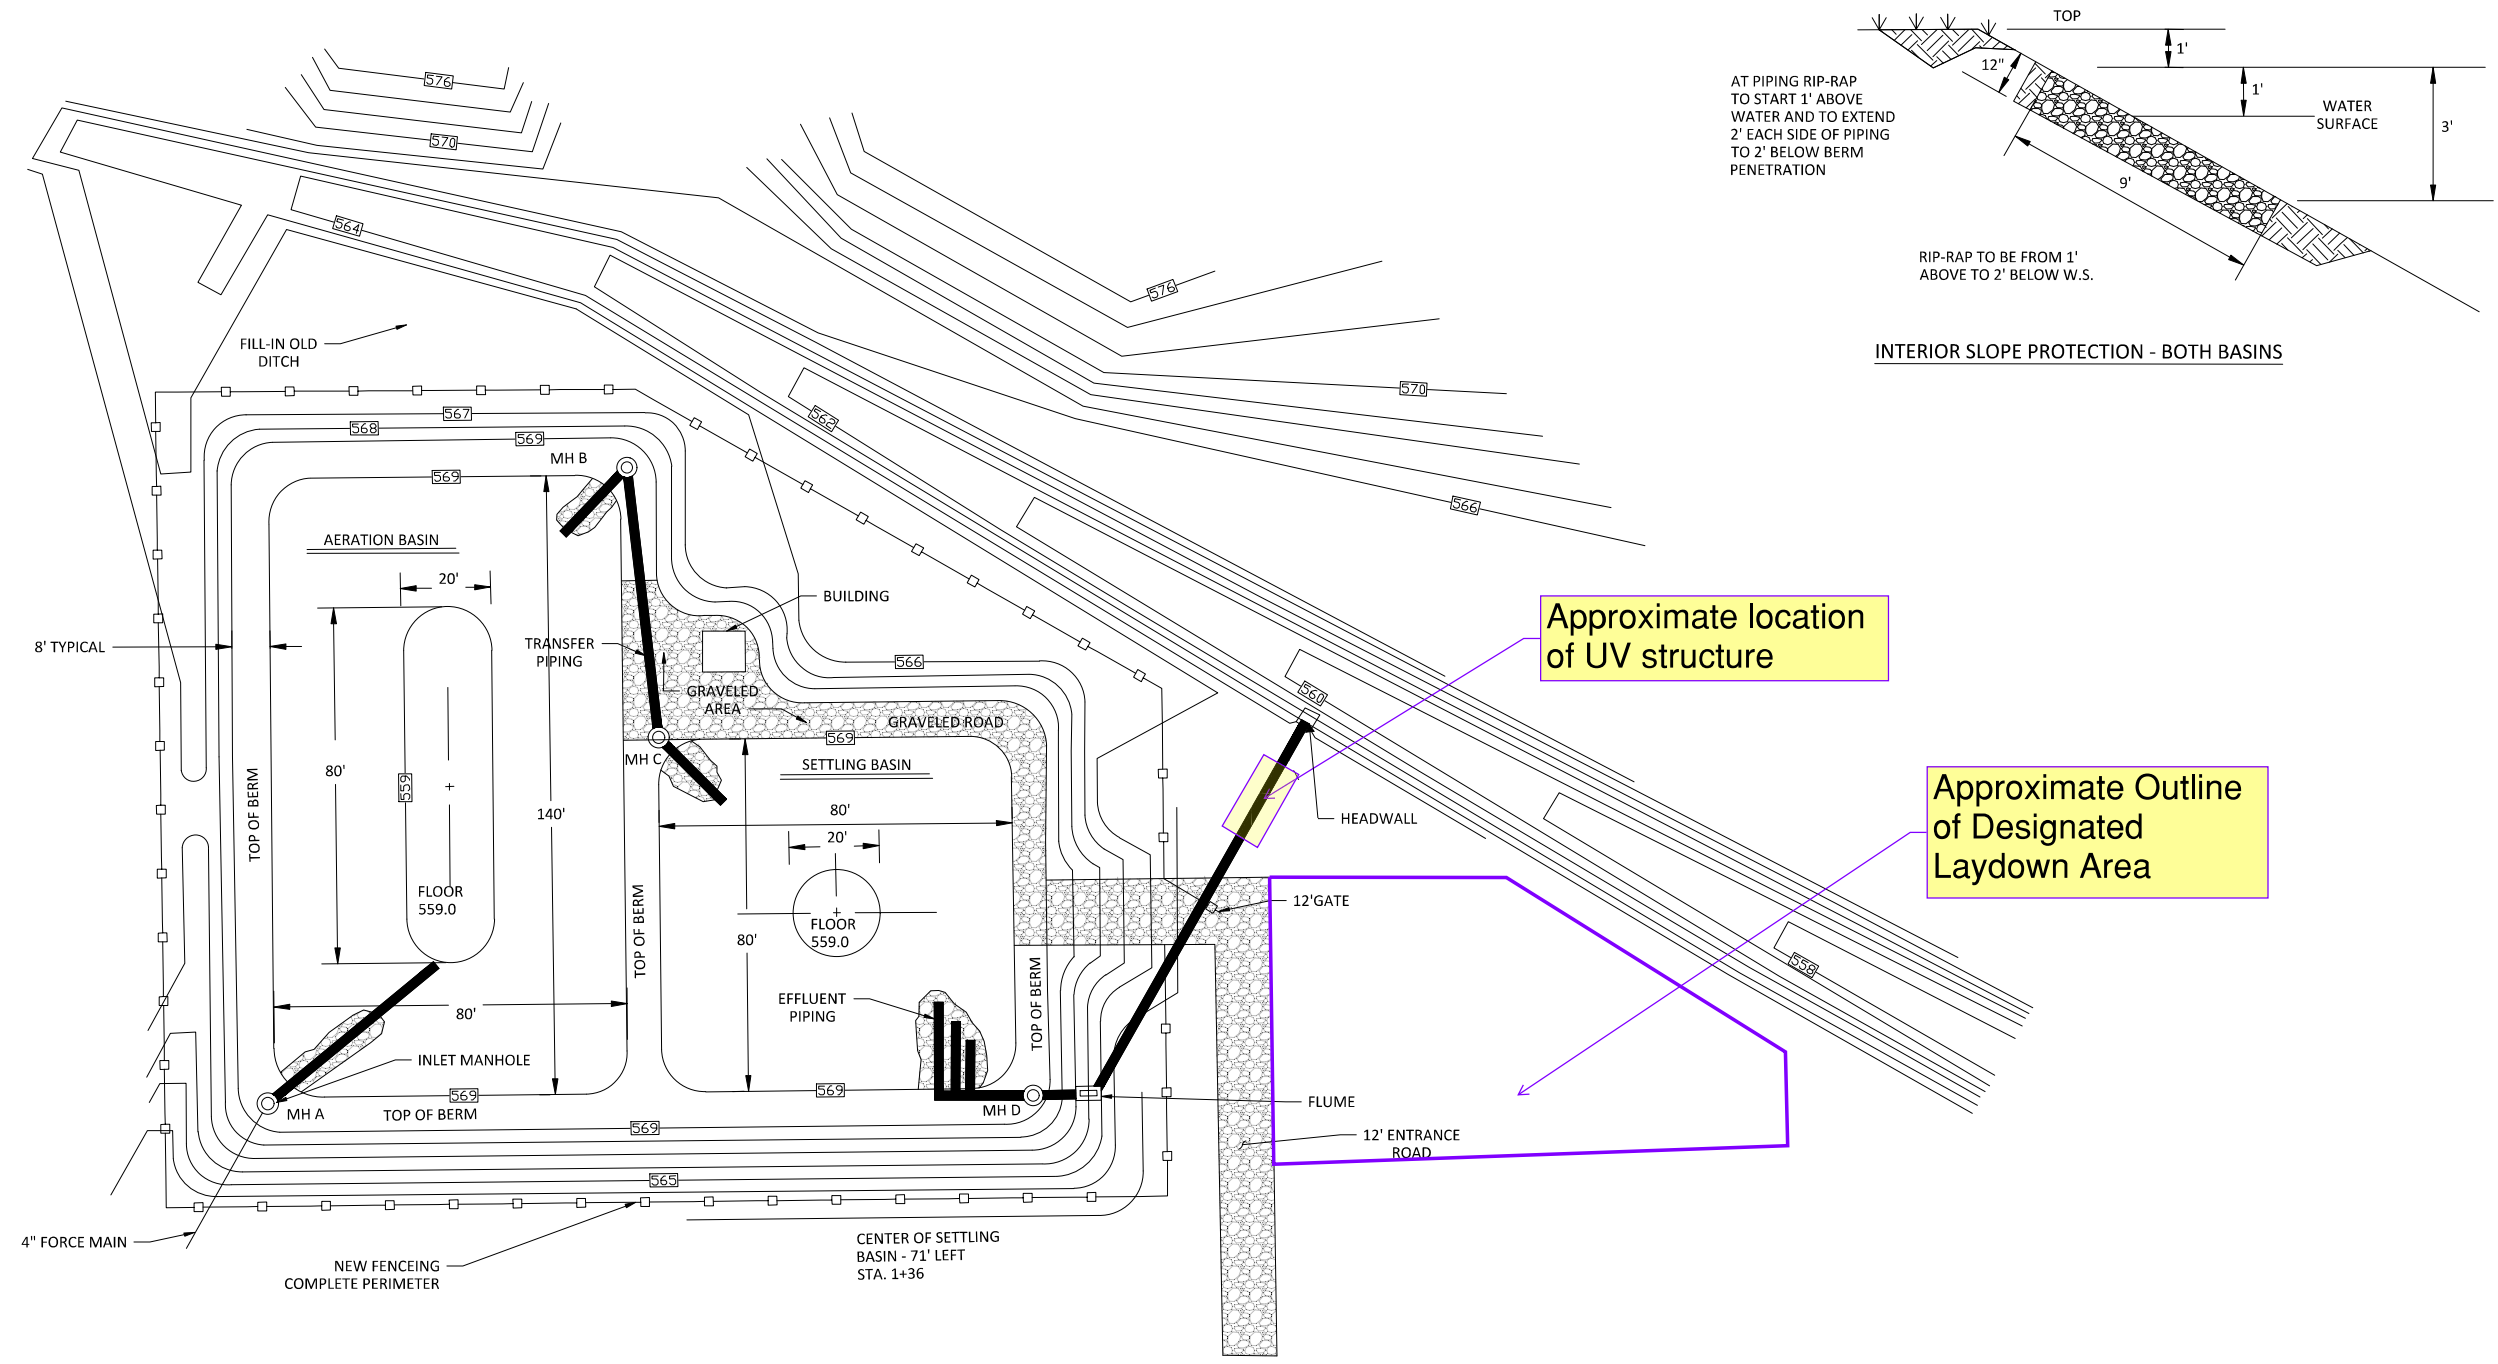 TOP
1'
12"
1'
3'
9'
WATER
SURFACE
AT PIPING RIP-RAP
TO START 1' ABOVE
WATER AND TO EXTEND
2' EACH SIDE OF PIPING
TO 2' BELOW BERM
PENETRATION
RIP-RAP TO BE FROM 1'
ABOVE TO 2' BELOW W.S.
INTERIOR SLOPE PROTECTION - BOTH BASINS
576
570
576
570
566
564
562
560
558
FILL-IN OLD
DITCH
567
568
569
MH B
569
AERATION BASIN
20'
8' TYPICAL
80'
559
140'
TOP OF BERM
FLOOR
559.0
80'
INLET MANHOLE
MH A
569
TOP OF BERM
TRANSFER
PIPING
BUILDING
GRAVELED
AREA
GRAVELED ROAD
566
MH C
569
SETTLING BASIN
80'
20'
FLOOR
559.0
80'
TOP OF BERM
TOP OF BERM
EFFLUENT
PIPING
569
MH D
569
565
Approximate location
of UV structure
HEADWALL
Approximate Outline
of Designated
Laydown Area
12'GATE
FLUME
12' ENTRANCE
ROAD
4" FORCE MAIN
NEW FENCEING
COMPLETE PERIMETER
CENTER OF SETTLING
BASIN - 71' LEFT
STA. 1+36